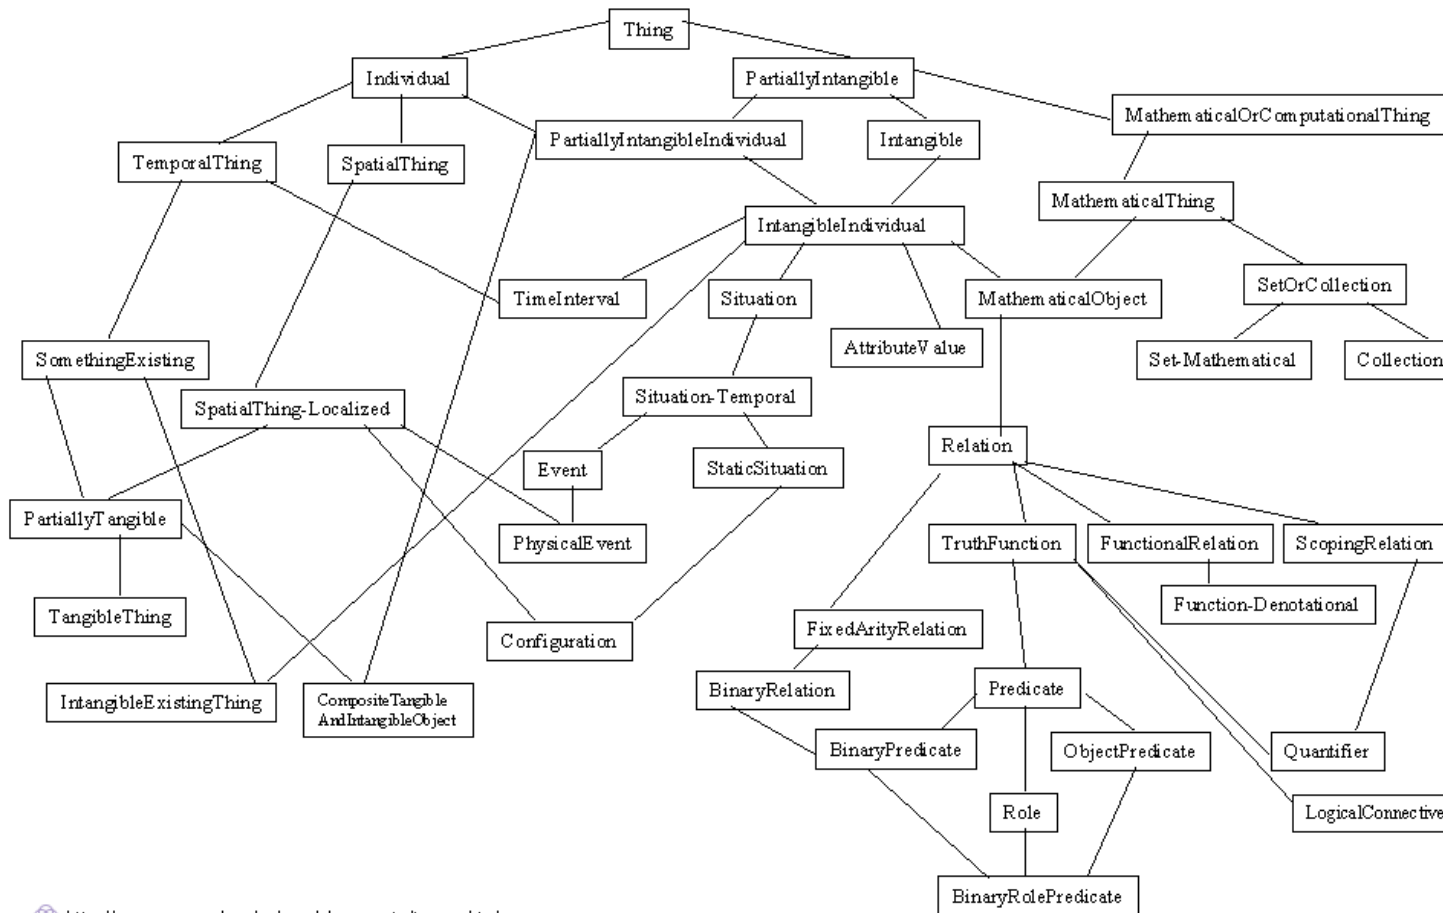 Thing
Individual
PartiallyIntangible
MathematicalOrComputationalThing
PartiallyIntangibleIndividual
Intangible
TemporalThing
SpatialThing
MathematicalThing
IntangibleIndividual
SetOrCollection
TimeInterval
Situation
MathematicalObject
AttributeValue
Set-Mathematical
Collection
SomethingExisting
SpatialThing-Localized
Situation-Temporal
Relation
Event
StaticSituation
PartiallyTangible
PhysicalEvent
TruthFunction
FunctionalRelation
ScopingRelation
TangibleThing
Function-Denotational
FixedArityRelation
Configuration
IntangibleExistingThing
CompositeTangible
AndIntangibleObject
BinaryRelation
Predicate
BinaryPredicate
ObjectPredicate
Quantifier
Role
LogicalConnective
BinaryRolePredicate